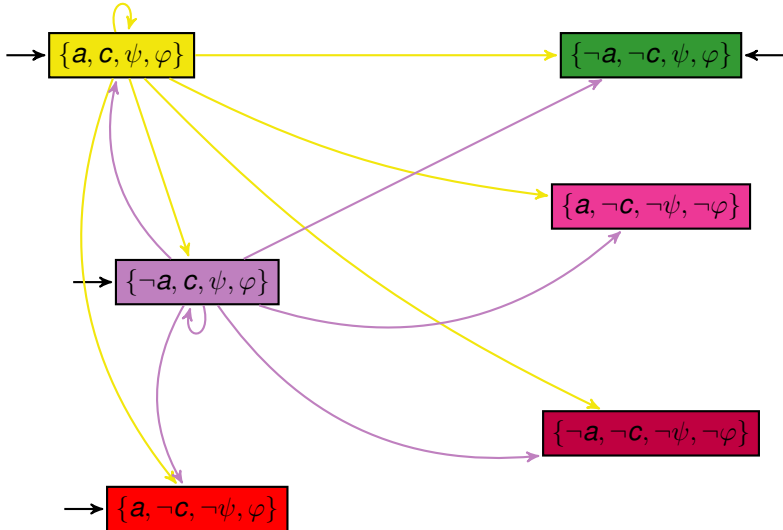 {a, c, ψ, φ}
{¬a, ¬c, ψ, φ}
{a, ¬c, ¬ψ, ¬φ}
{¬a, c, ψ, φ}
{¬a, ¬c, ¬ψ, ¬φ}
{a, ¬c, ¬ψ, φ}